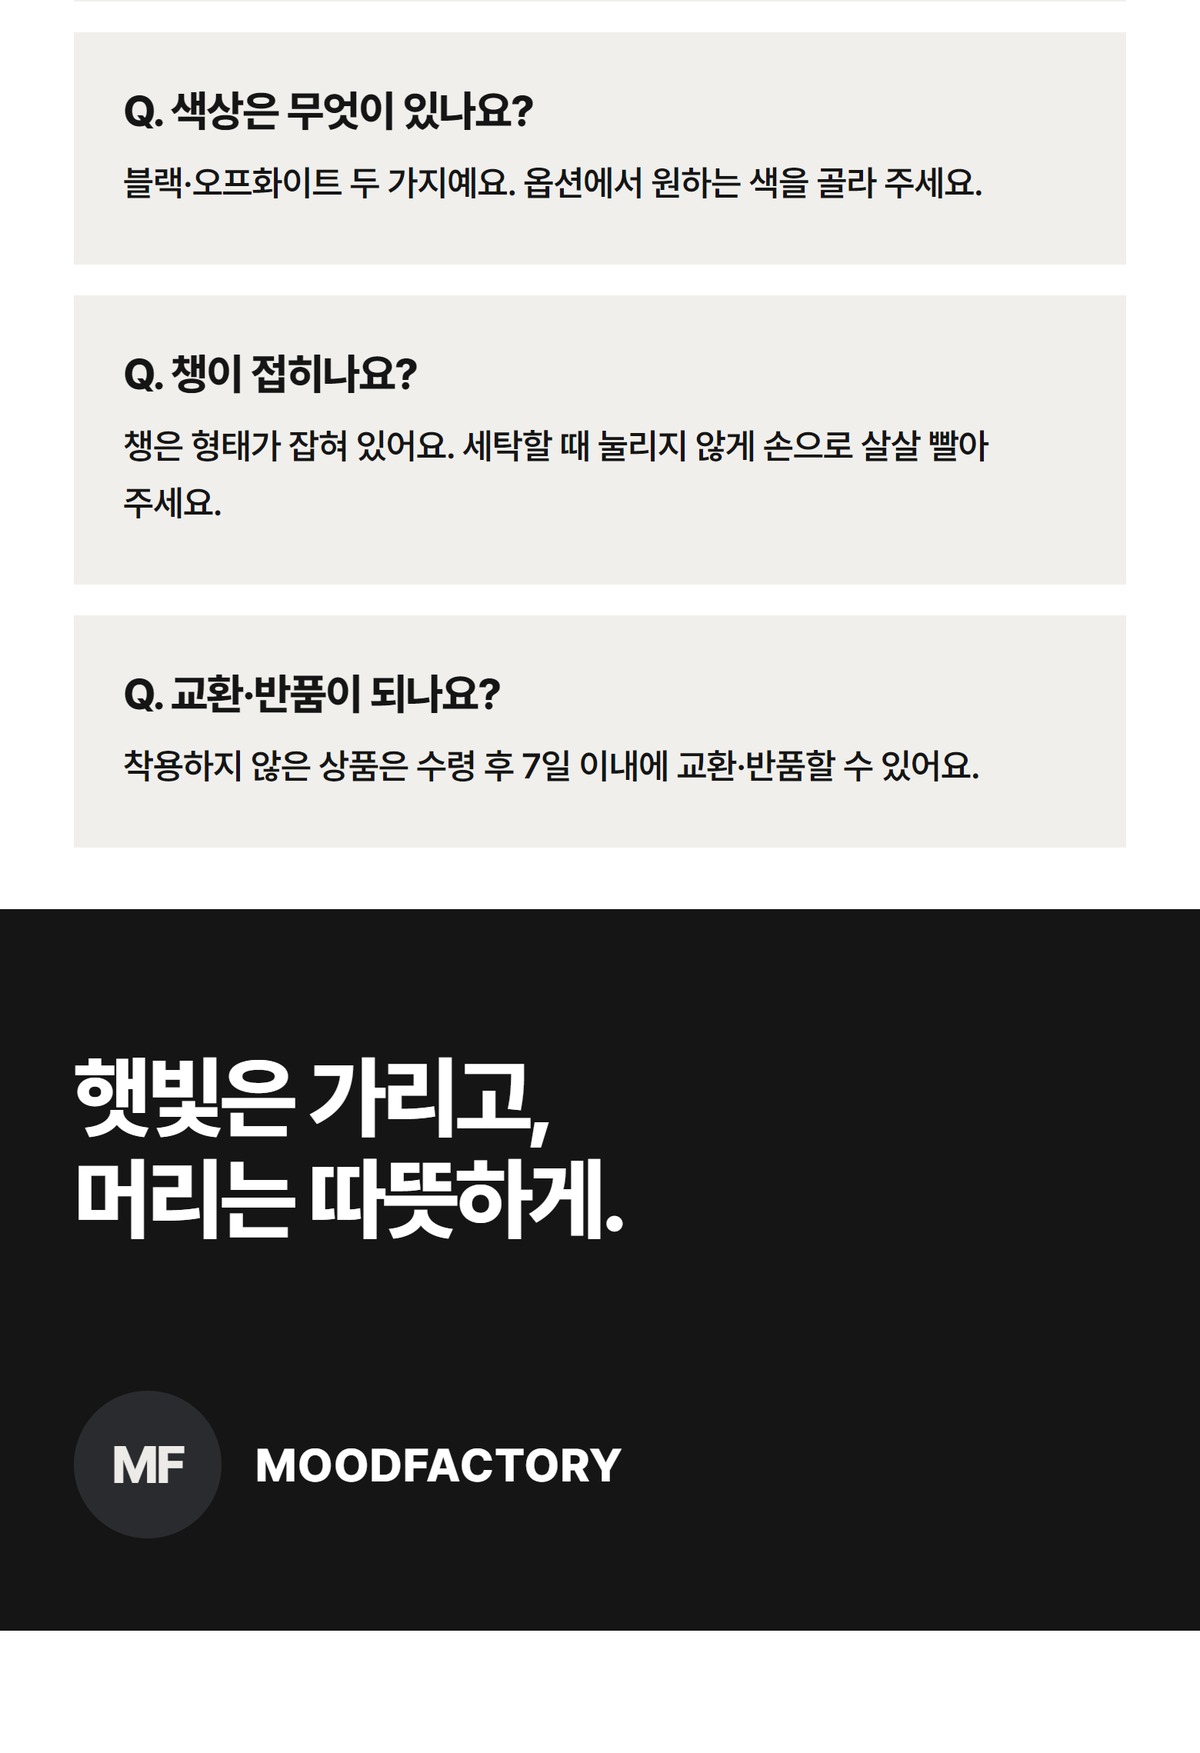 Q. 색상은 무엇이 있나요?
블랙·오프화이트 두 가지예요. 옵션에서 원하는 색을 골라 주세요.
Q. 챙이 접히나요?
챙은 형태가 잡혀 있어요. 세탁할 때 눌리지 않게 손으로 살살 빨아
주세요.
Q. 교환·반품이 되나요?
착용하지 않은 상품은 수령 후 7일 이내에 교환·반품할 수 있어요.
햇빛은 가리고,
머리는 따뜻하게.
MF
MOODFACTORY